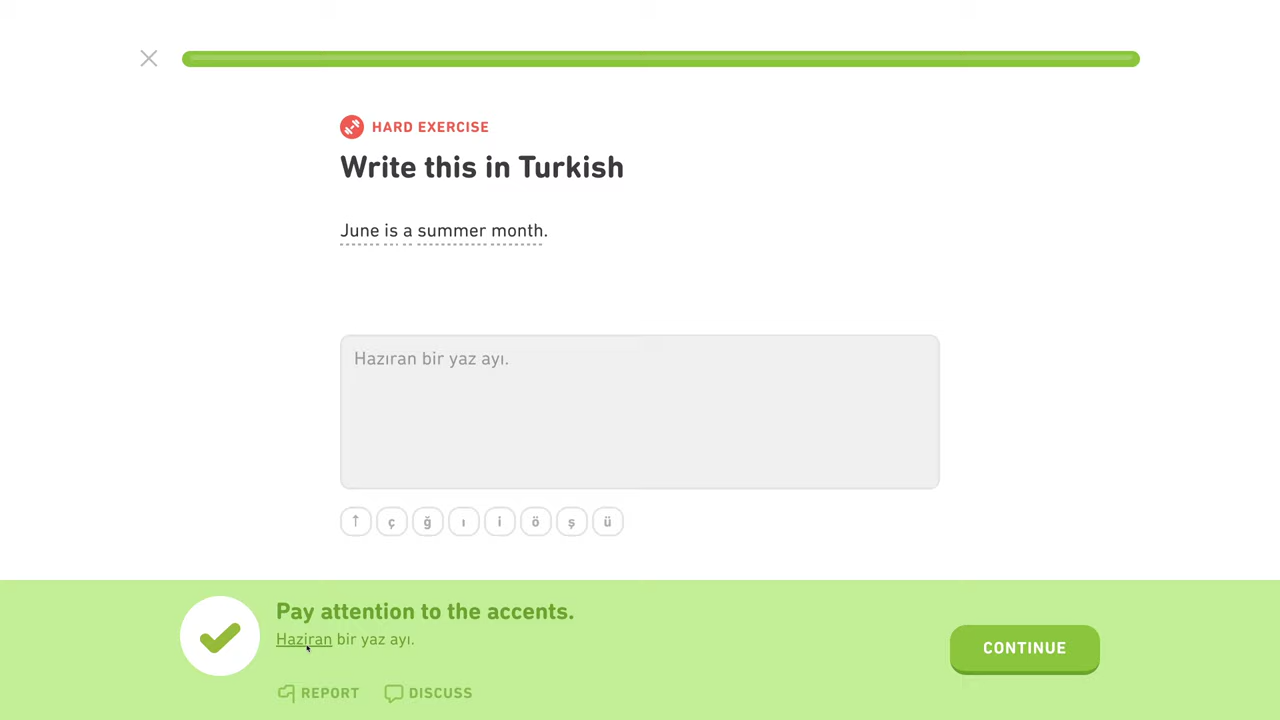 HARD EXERCISE
Write this in Turkish
June is a summer month.
Hazıran bir yaz ayı.
↑ ç ğ ı i ö ş ü
Pay attention to the accents.
Haziran bir yaz ayı.
CONTINUE
REPORT DISCUSS